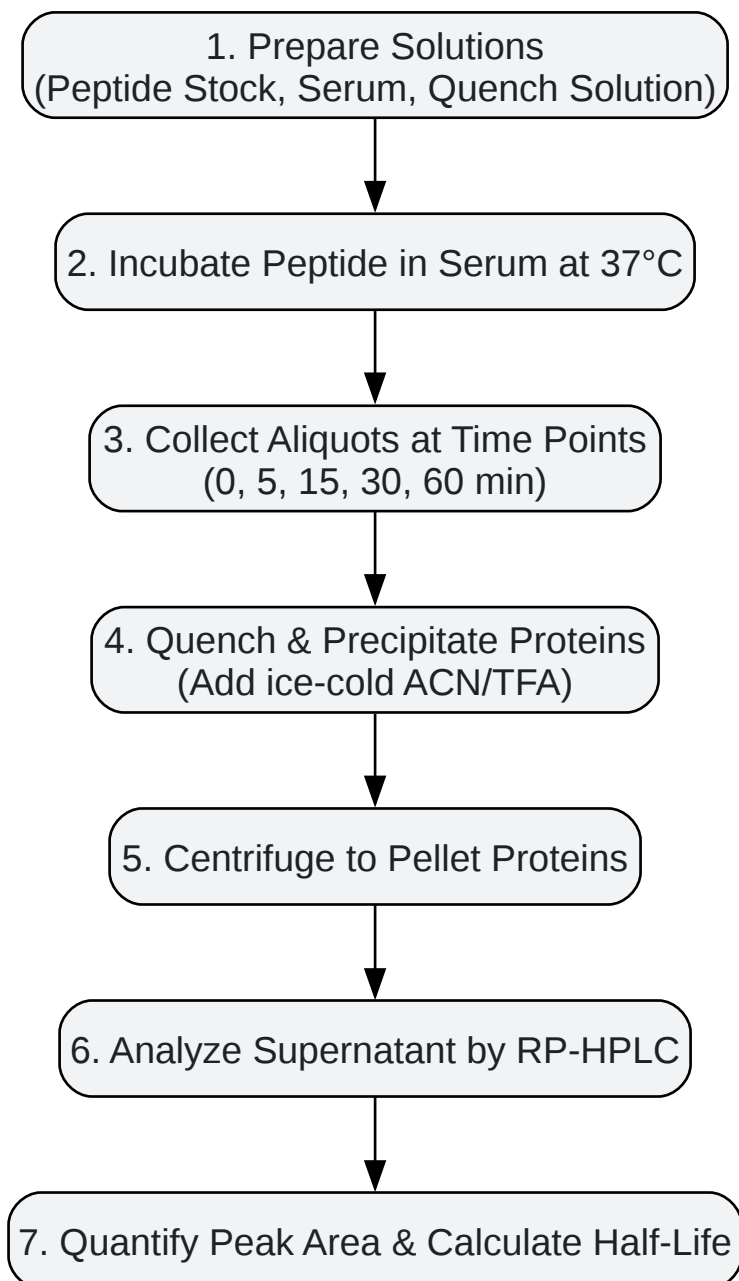 1. Prepare Solutions
(Peptide Stock, Serum, Quench Solution)
2. Incubate Peptide in Serum at 37°C
3. Collect Aliquots at Time Points
(0, 5, 15, 30, 60 min)
4. Quench & Precipitate Proteins
(Add ice-cold ACN/TFA)
5. Centrifuge to Pellet Proteins
6. Analyze Supernatant by RP-HPLC
7. Quantify Peak Area & Calculate Half-Life